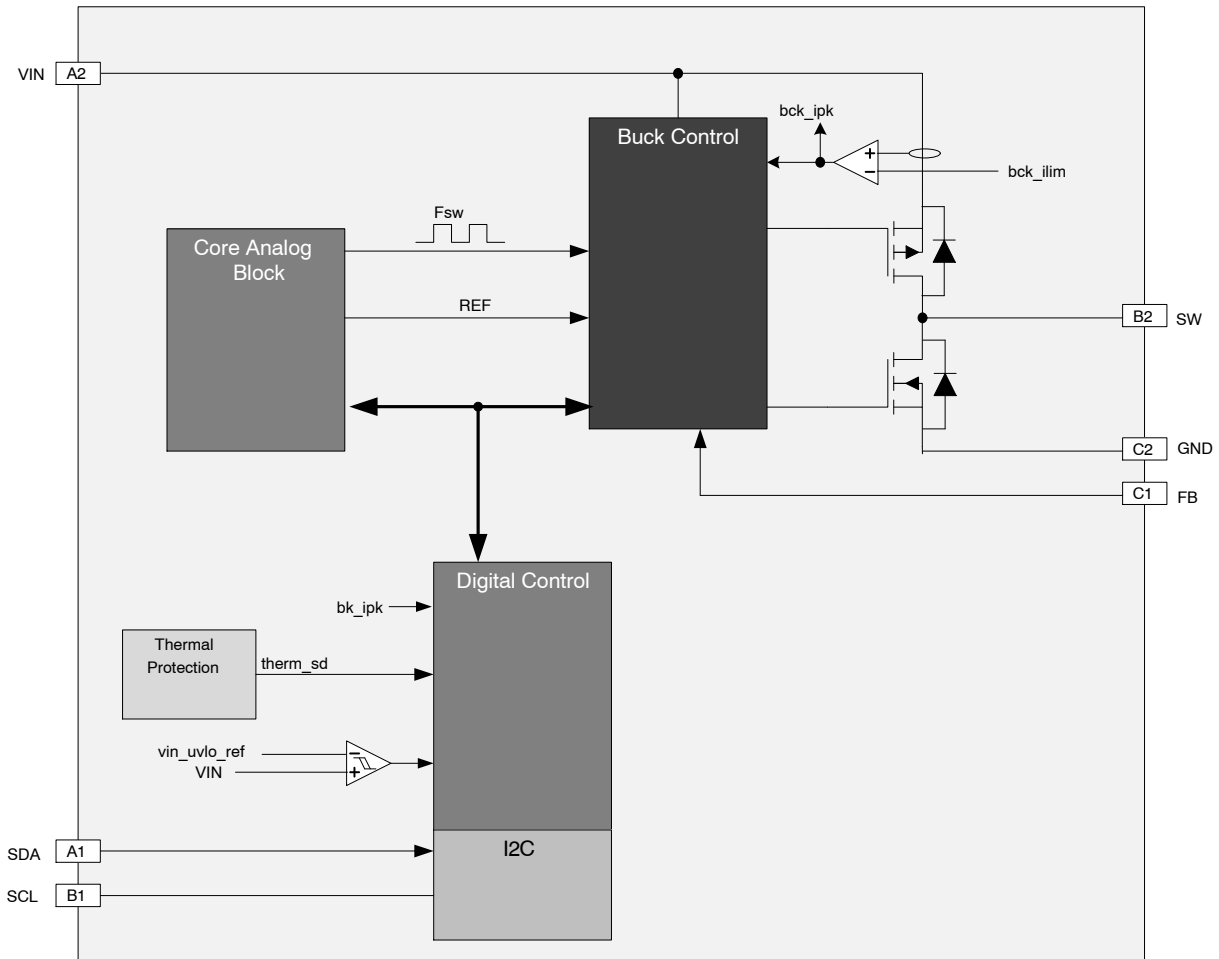 VIN
A2
bck_ipk
Buck Control
bck_ilim
Fsw
Core Analog
Block
REF
B2
SW
C2
GND
C1
FB
Digital Control
bk_ipk
Thermal
Protection
therm_sd
vin_uvlo_ref
VIN
I2C
SDA
A1
SCL
B1